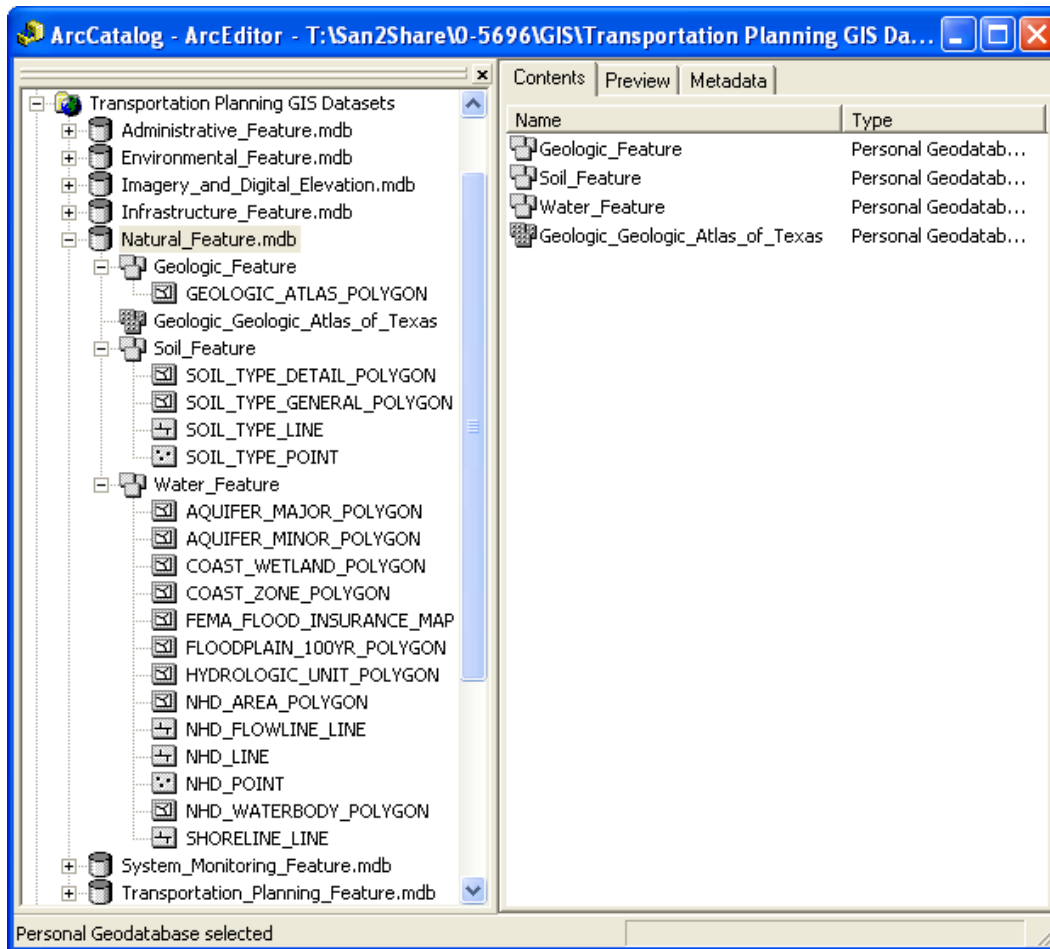 ArcCatalog - ArcEditor - T:\San2Share\0-5696\GIS\Transportation Planning GIS Da...
Transportation Planning GIS Datasets
Administrative_Feature.mdb
Environmental_Feature.mdb
Imagery_and_Digital_Elevation.mdb
Infrastructure_Feature.mdb
Natural_Feature.mdb
Geologic_Feature
GEOLOGIC_ATLAS_POLYGON
Geologic_Geologic_Atlas_of_Texas
Soil_Feature
SOIL_TYPE_DETAIL_POLYGON
SOIL_TYPE_GENERAL_POLYGON
SOIL_TYPE_LINE
SOIL_TYPE_POINT
Water_Feature
AQUIFER_MAJOR_POLYGON
AQUIFER_MINOR_POLYGON
COAST_WETLAND_POLYGON
COAST_ZONE_POLYGON
FEMA_FLOOD_INSURANCE_MAP
FLOODPLAIN_100YR_POLYGON
HYDROLOGIC_UNIT_POLYGON
NHD_AREA_POLYGON
NHD_FLOWLINE_LINE
NHD_LINE
NHD_POINT
NHD_WATERBODY_POLYGON
SHORELINE_LINE
System_Monitoring_Feature.mdb
Transportation_Planning_Feature.mdb
Contents Preview Metadata
Name Type
Geologic_Feature Personal Geodatab...
Soil_Feature Personal Geodatab...
Water_Feature Personal Geodatab...
Geologic_Geologic_Atlas_of_Texas Personal Geodatab...
Personal Geodatabase selected